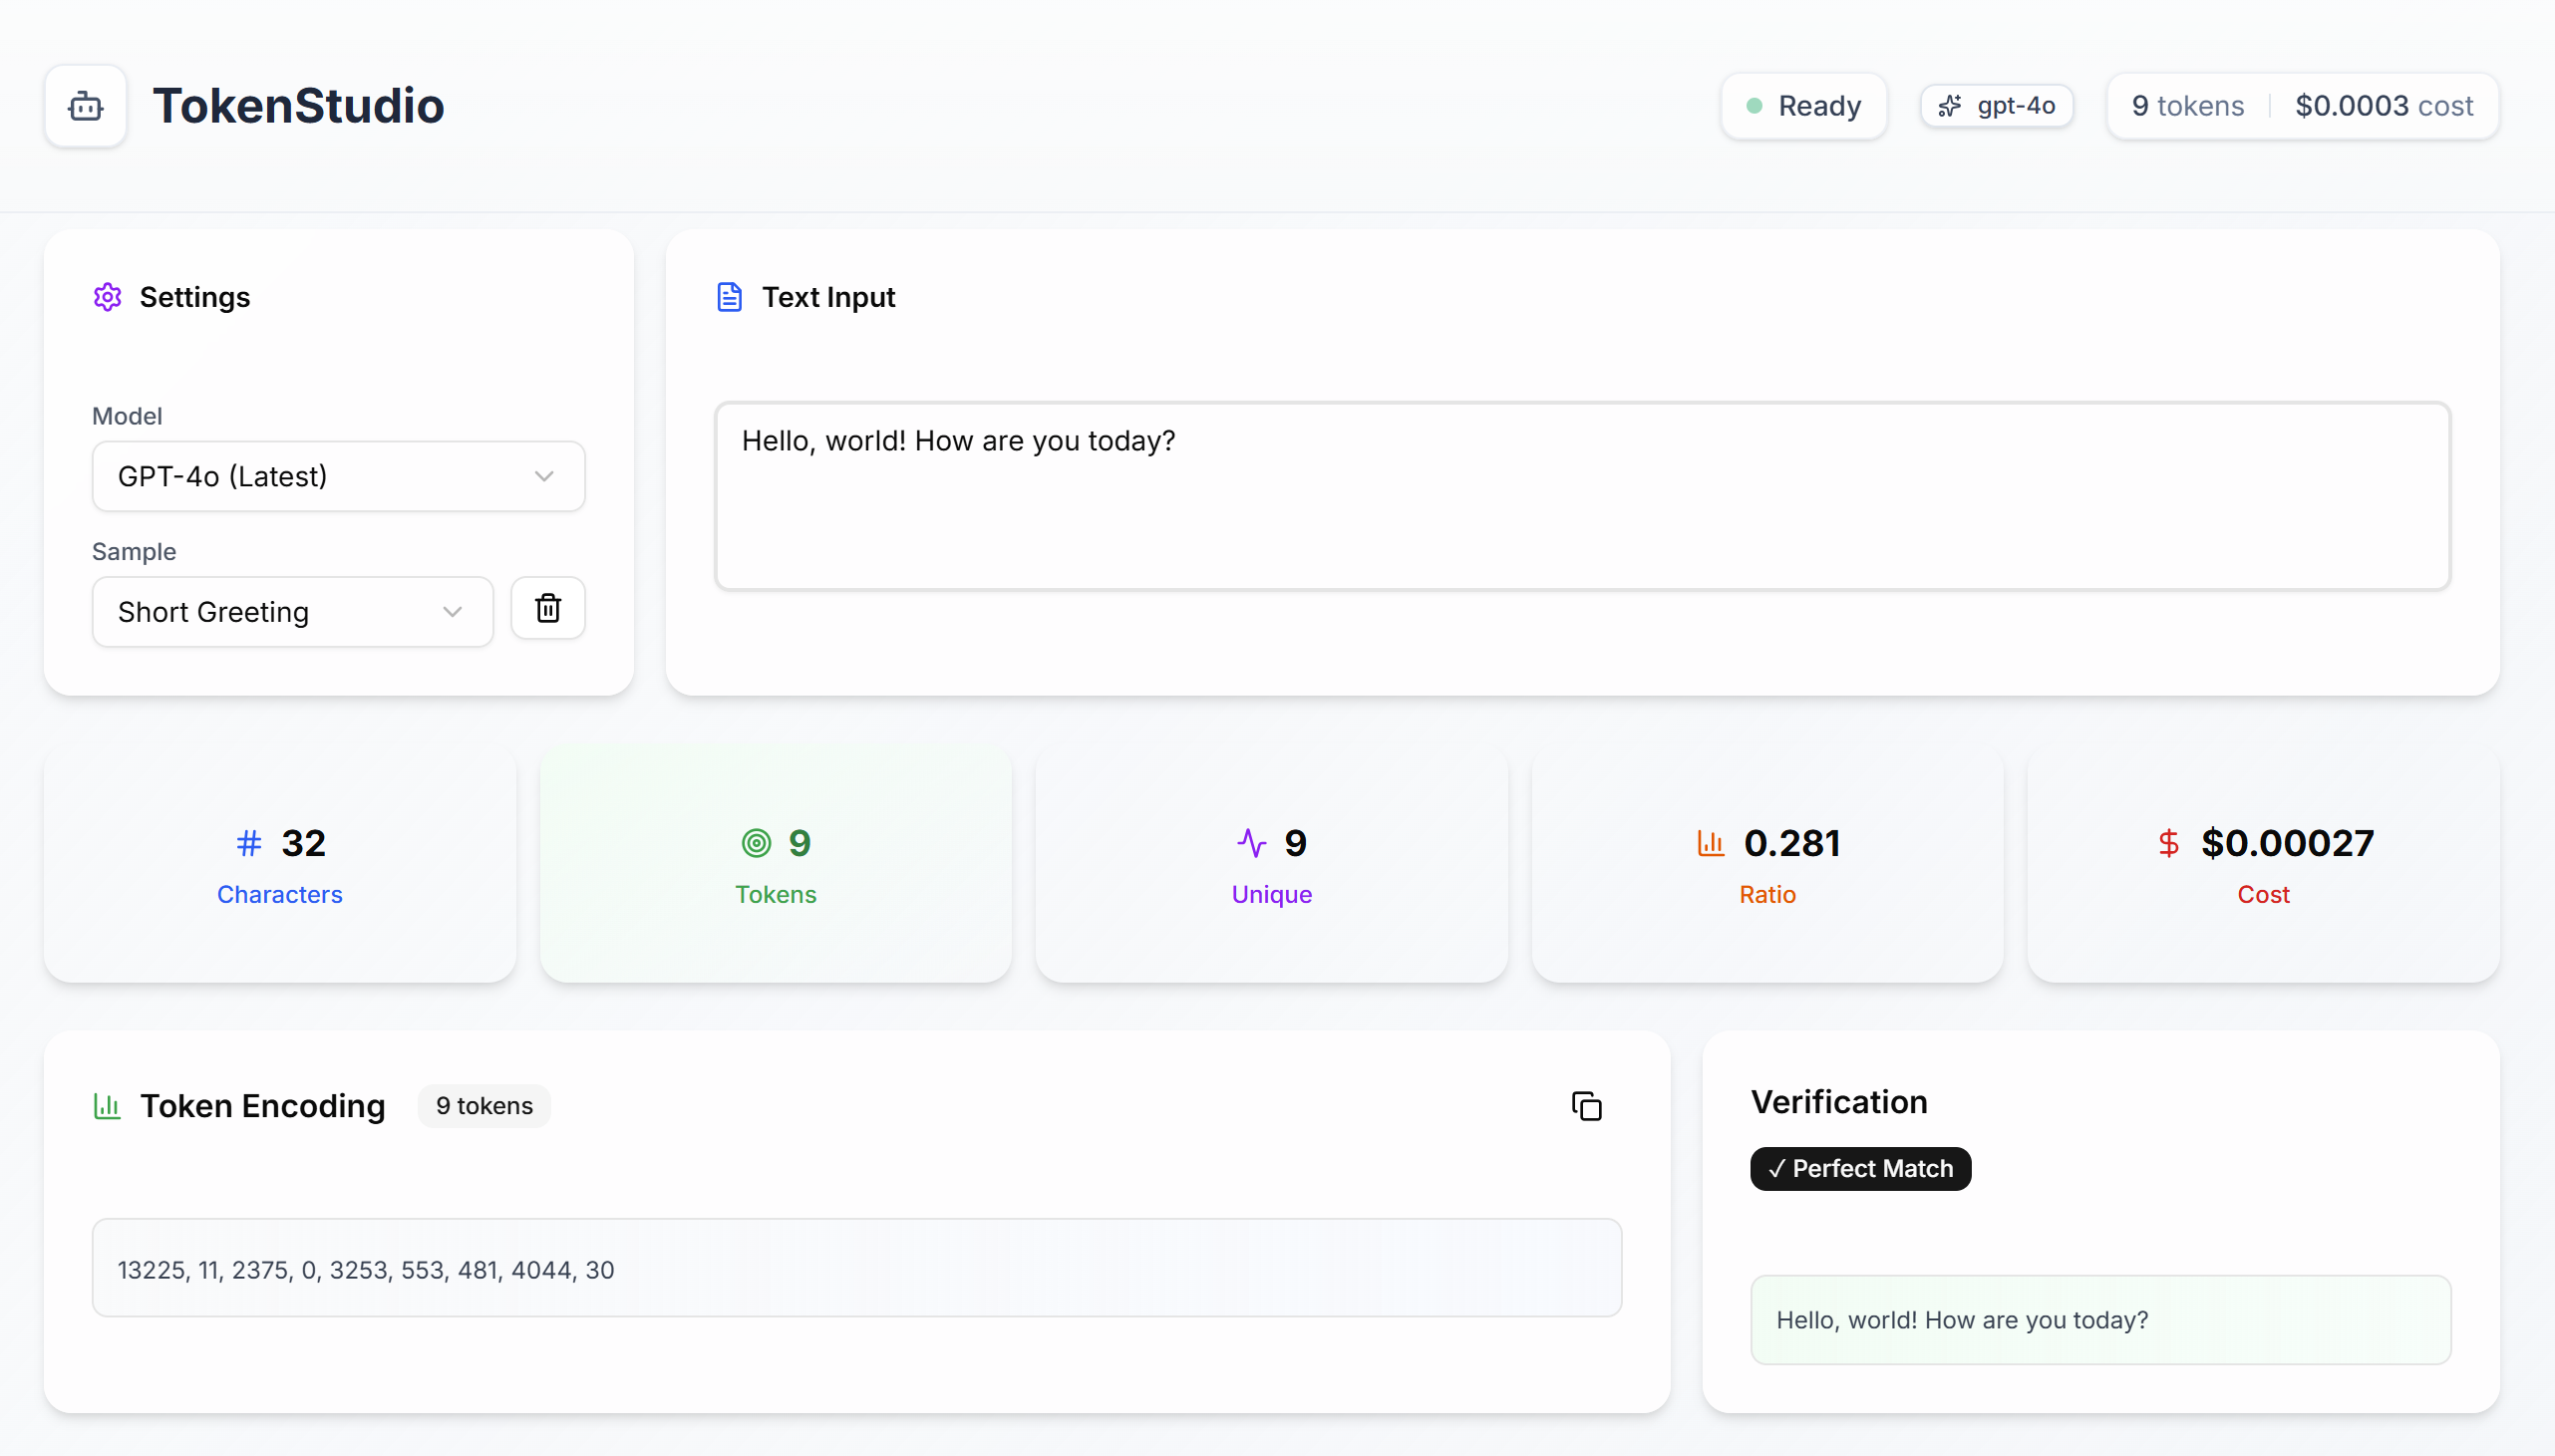 TokenStudio
Ready
gpt-4o
9 tokens
$0.0003 cost
Settings
Model
GPT-4o (Latest)
Sample
Short Greeting
Text Input
Hello, world! How are you today?
32
Characters
9
Tokens
9
Unique
0.281
Ratio
$0.00027
Cost
Token Encoding
9 tokens
13225, 11, 2375, 0, 3253, 553, 481, 4044, 30
Verification
✓ Perfect Match
Hello, world! How are you today?